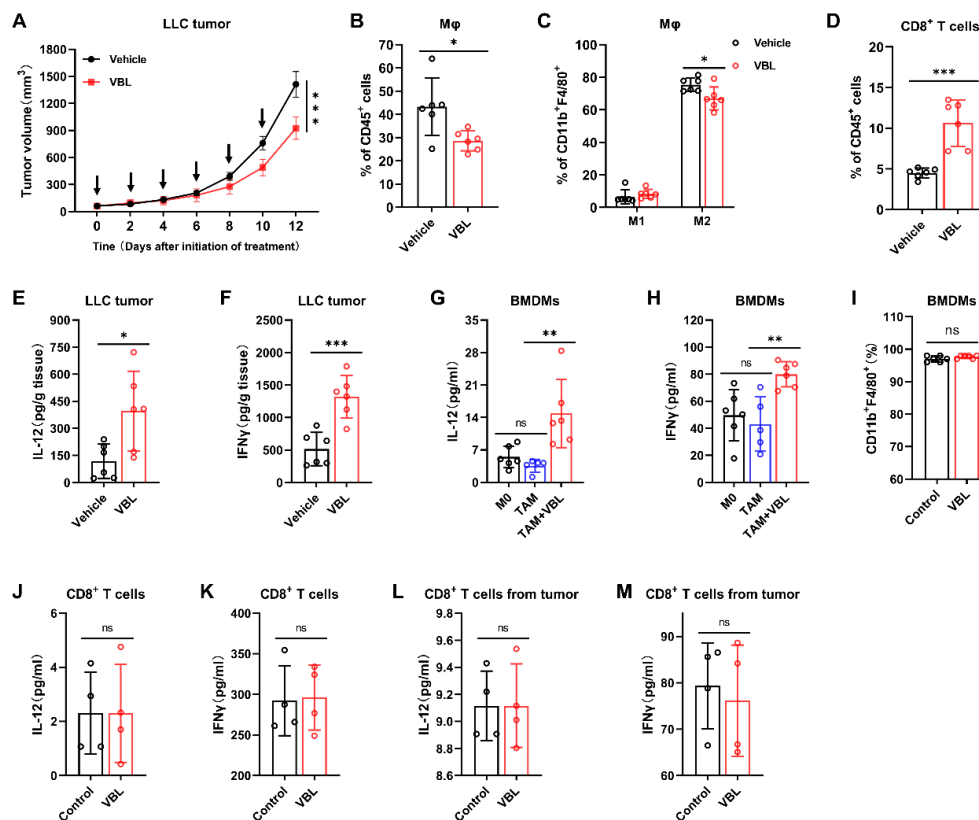 A
LLC tumor
Tumor volume (mm³)
1800
1500
1200
900
600
300
0
Vehicle
VBL
***
0 2 4 6 8 10 12
Tine (Days after initiation of treatment)
B
Mφ
% of CD45⁺ cells
70
60
50
40
30
20
10
0
*
Vehicle
VBL
C
Mφ
% of CD11b⁺F4/80⁺
120
100
80
60
40
20
0
*
M1 M2
Vehicle
VBL
D
CD8⁺ T cells
% of CD45⁺ cells
20
15
10
5
0
***
Vehicle
VBL
E
LLC tumor
IL-12 (pg/g tissue)
900
750
600
450
300
150
0
*
Vehicle
VBL
F
LLC tumor
IFNγ (pg/g tissue)
2500
2000
1500
1000
500
0
***
Vehicle
VBL
G
BMDMs
IL-12 (pg/ml)
35
28
21
14
7
0
ns
**
M0
TAM
TAM+VBL
H
BMDMs
IFNγ (pg/ml)
120
100
80
60
40
20
0
ns
**
M0
TAM
TAM+VBL
I
BMDMs
CD11b⁺F4/80⁺ (%)
100
90
80
70
60
ns
Control
VBL
J
CD8⁺ T cells
IL-12 (pg/ml)
6
4
2
0
ns
Control
VBL
K
CD8⁺ T cells
IFNγ (pg/ml)
400
350
300
250
200
ns
Control
VBL
L
CD8⁺ T cells from tumor
IL-12 (pg/ml)
9.8
9.6
9.4
9.2
9.0
8.8
8.6
ns
Control
VBL
M
CD8⁺ T cells from tumor
IFNγ (pg/ml)
100
90
80
70
60
ns
Control
VBL